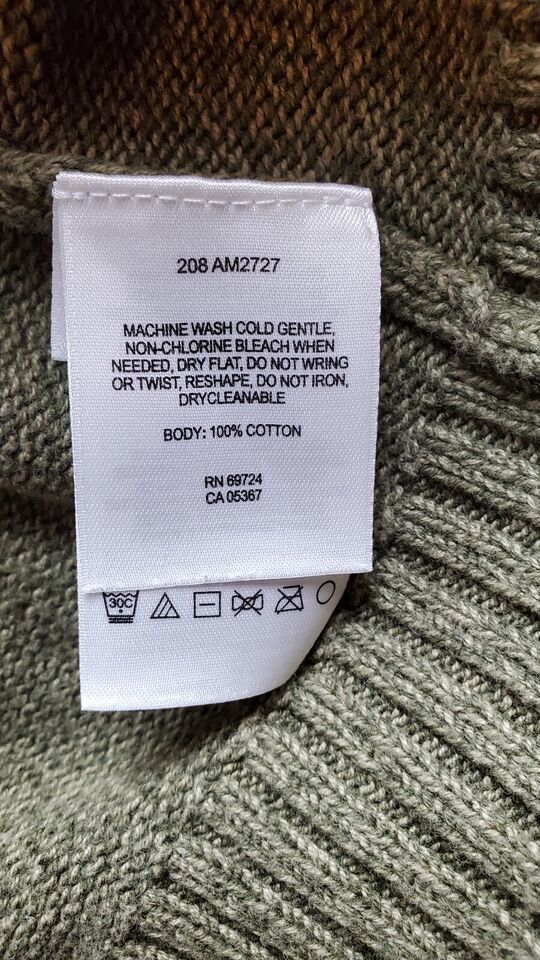 208 AM2727
MACHINE WASH COLD GENTLE,
NON-CHLORINE BLEACH WHEN
NEEDED, DRY FLAT, DO NOT WRING
OR TWIST, RESHAPE, DO NOT IRON,
DRYCLEANABLE
BODY: 100% COTTON
RN 69724
CA 05367
30C